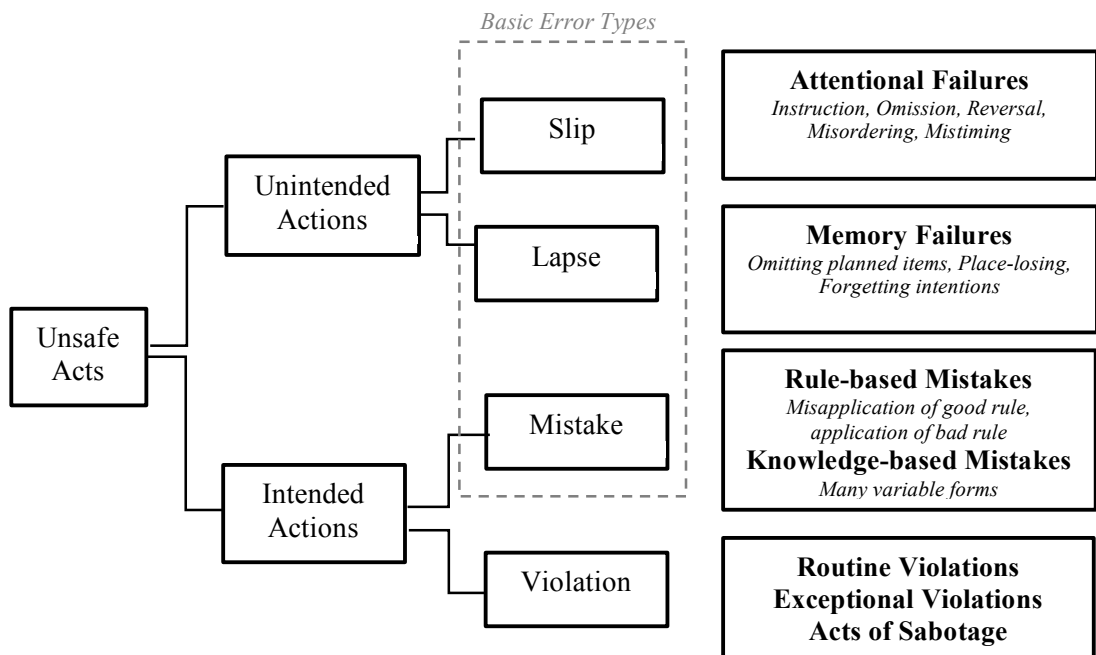 Basic Error Types
Unsafe
Acts
Unintended
Actions
Intended
Actions
Slip
Lapse
Mistake
Violation
Attentional Failures
Instruction, Omission, Reversal,
Misordering, Mistiming
Memory Failures
Omitting planned items, Place-losing,
Forgetting intentions
Rule-based Mistakes
Misapplication of good rule,
application of bad rule
Knowledge-based Mistakes
Many variable forms
Routine Violations
Exceptional Violations
Acts of Sabotage